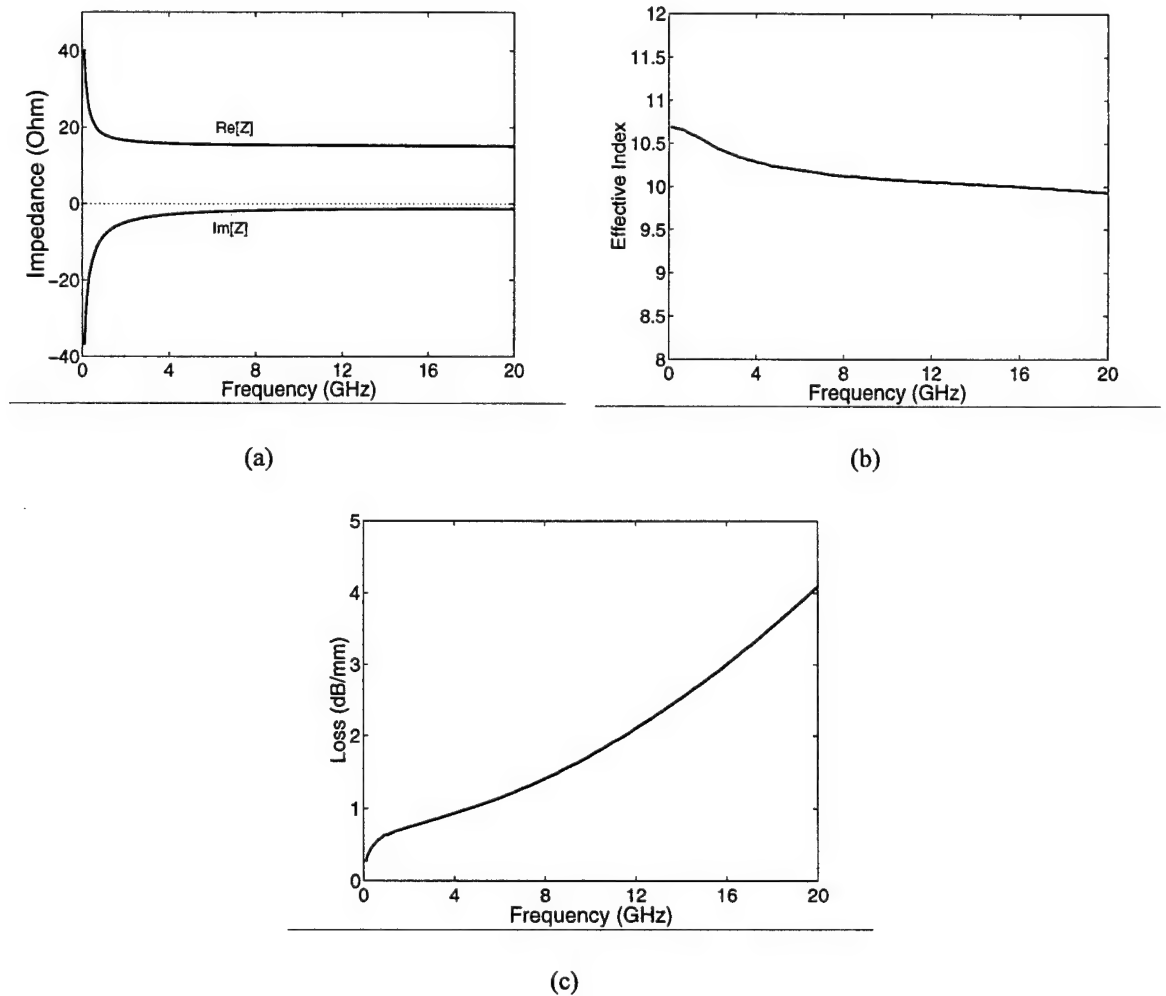 40
20
0
−20
−40
Impedance (Ohm)
Re[Z]
Im[Z]
0 4 8 12 16 20
Frequency (GHz)
(a)
12
11.5
11
10.5
10
9.5
9
8.5
8
Effective Index
0 4 8 12 16 20
Frequency (GHz)
(b)
5
4
3
2
1
0
Loss (dB/mm)
0 4 8 12 16 20
Frequency (GHz)
(c)